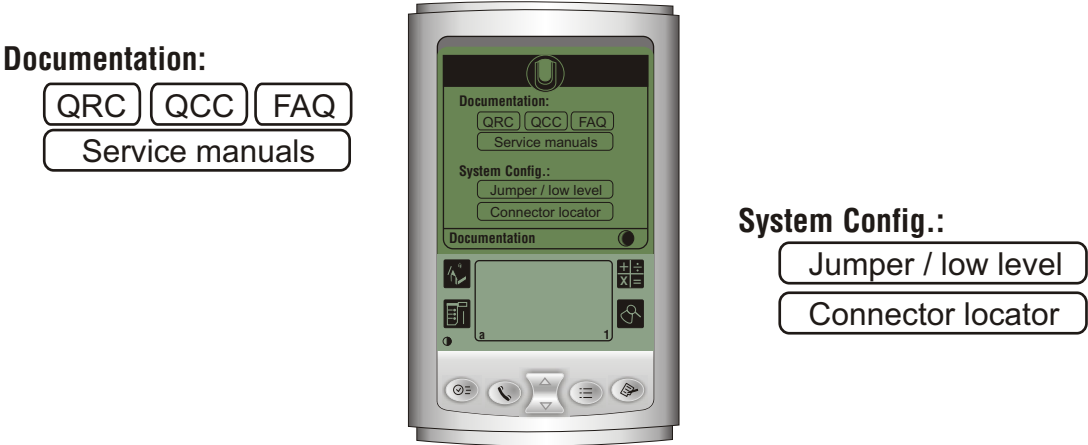 Documentation:
QRC QCC FAQ
Service manuals
Documentation:
QRC QCC FAQ
Service manuals
System Config.:
Jumper / low level
Connector locator
Documentation
+ ÷
X =
a 1
System Config.:
Jumper / low level
Connector locator